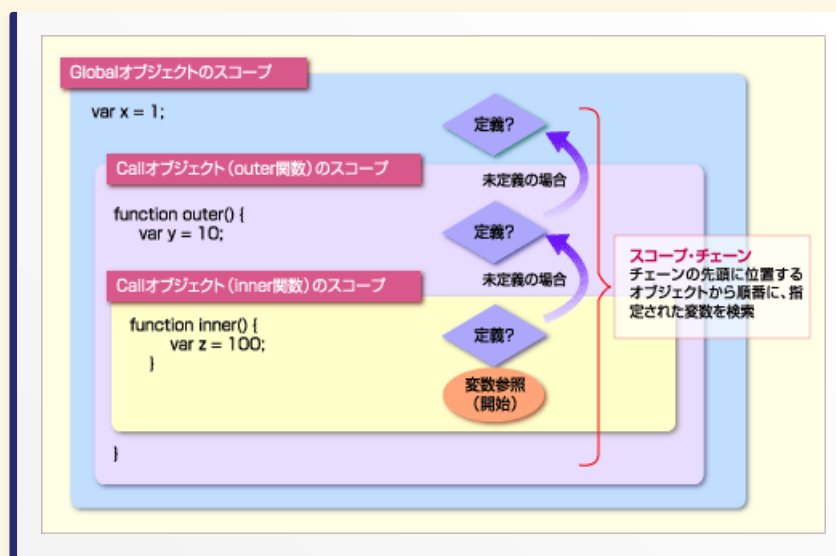 Globalオブジェクトのスコープ
var x = 1;
定義?
Callオブジェクト(outer関数)のスコープ
未定義の場合
function outer() {
var y = 10;
定義?
スコープ・チェーン
チェーンの先頭に位置する
オブジェクトから順番に、指
定された変数を検索
Callオブジェクト(inner関数)のスコープ
未定義の場合
function inner() {
var z = 100;
}
定義?
変数参照
(開始)
}